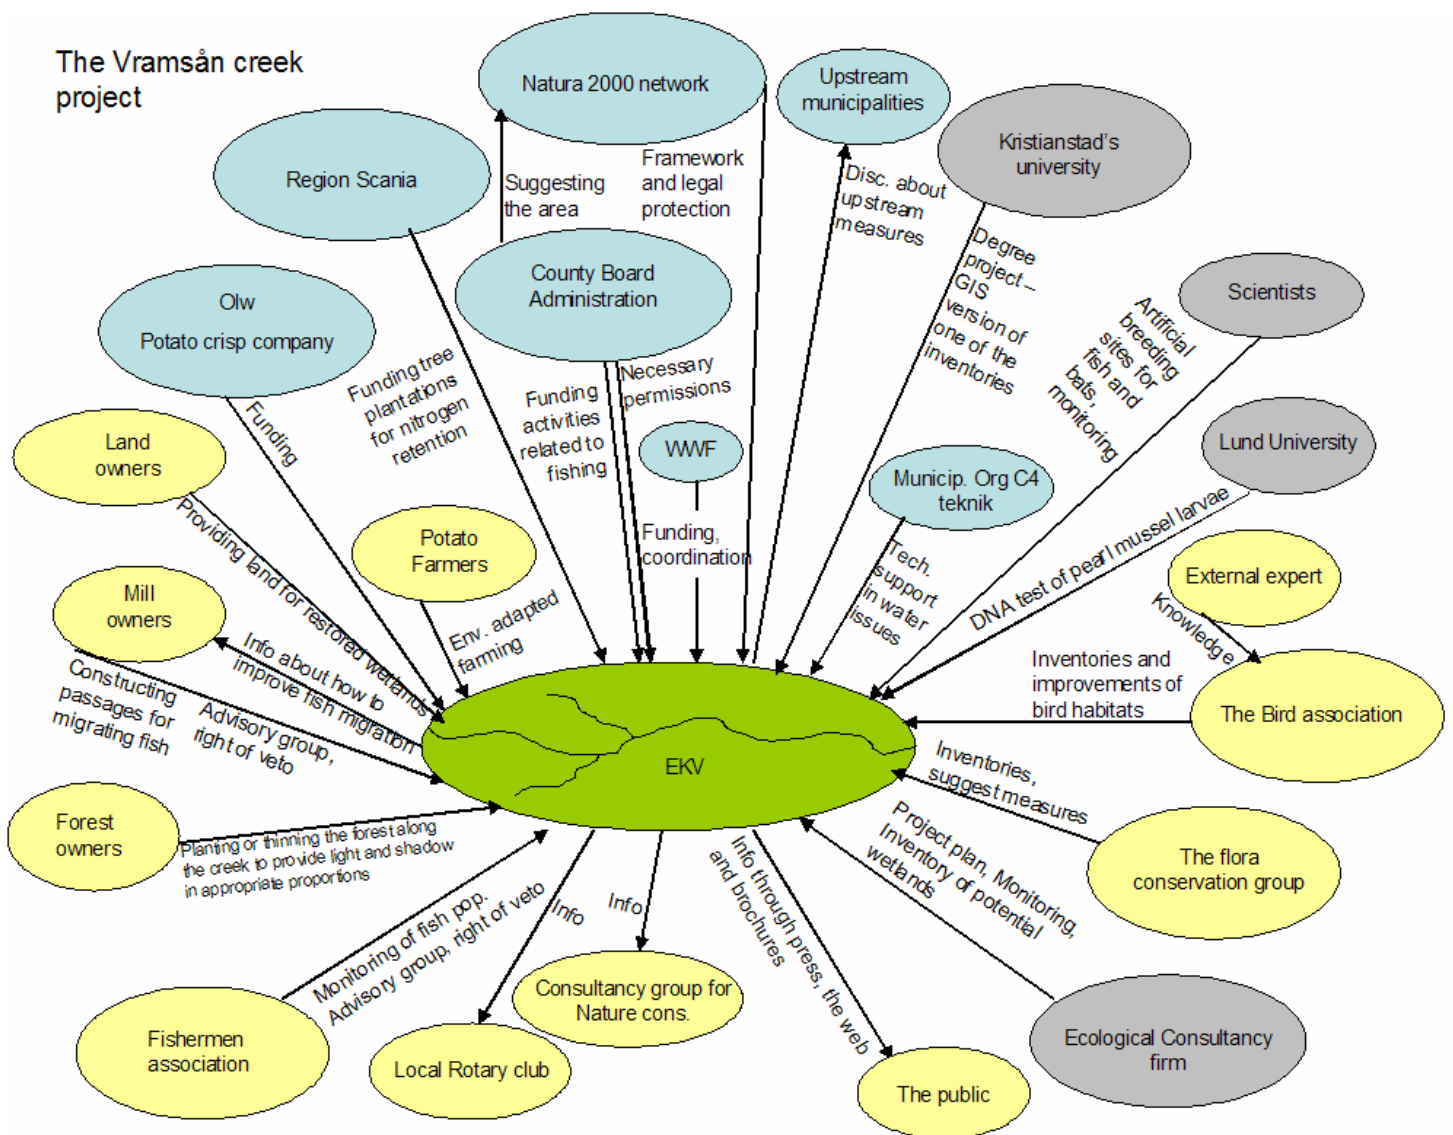 The Vramsån creek
project
Natura 2000 network
Upstream
municipalities
Kristianstad's
university
Region Scania
Suggesting
the area
Framework
and legal
protection
Disc. about
upstream
measures
County Board
Administration
Degree
project –
GIS
version of
one of the
inventories
Scientists
Olw
Potato crisp company
Artificial
breeding
sites for
fish and
bats,
monitoring
Funding tree
plantations
for nitrogen
retention
Funding
activities
related to
fishing
Necessary
permissions
Funding
WWF
Land
owners
Lund University
Municip. Org C4
teknik
Providing land for restored wetlands
Potato
Farmers
Funding,
coordination
Tech.
support
in water
issues
DNA test of pearl mussel larvae
External expert
Knowledge
Mill
owners
Env. adapted
farming
Info about how to
improve fish migration
Inventories and
improvements of
bird habitats
The Bird association
Constructing
passages for
migrating fish
Advisory group,
right of veto
EKV
Inventories,
suggest measures
Forest
owners
Planting or thinning the forest along
the creek to provide light and shadow
in appropriate proportions
Project plan, Monitoring,
Inventory of potential
wetlands
The flora
conservation group
Monitoring of fish pop.
Advisory group, right of veto
Info
Info
Info through press, the web
and brochures
Consultancy group for
Nature cons.
Fishermen
association
Local Rotary club
Ecological Consultancy
firm
The public